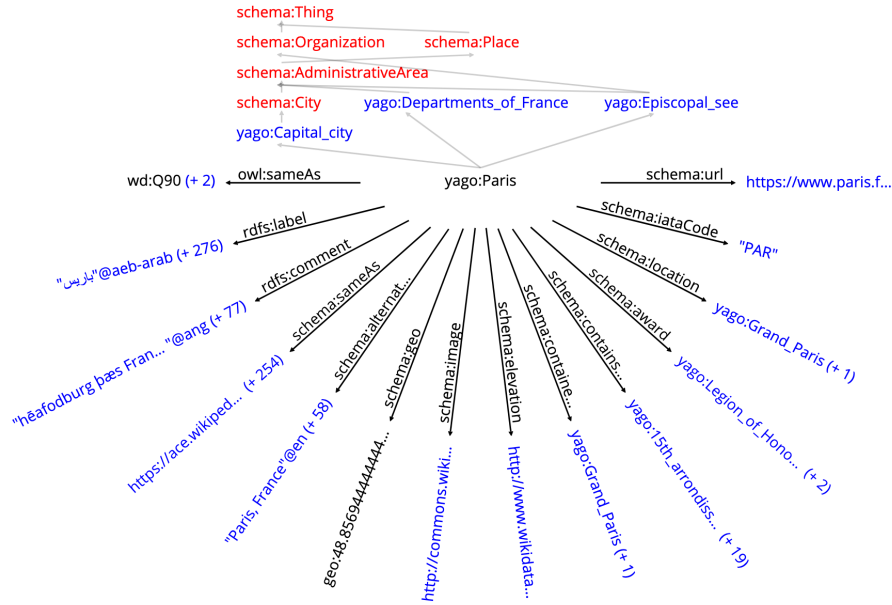 schema:Thing
schema:Organization schema:Place
schema:AdministrativeArea
schema:City yago:Departments_of_France yago:Episcopal_see
yago:Capital_city
wd:Q90 (+ 2) owl:sameAs yago:Paris schema:url https://www.paris.f...
rdfs:label "باريس"@aeb-arab (+ 276)
rdfs:comment "hēafodburg þæs Fran... "@ang (+ 77)
schema:sameAs https://ace.wikiped... (+ 254)
schema:alternat... "Paris, France"@en (+ 58)
schema:geo geo:48.856944444444...
schema:image http://commons.wiki...
schema:elevation http://www.wikidata...
schema:containe... yago:Grand_Paris (+ 1)
schema:contains... yago:15th_arrondiss... (+ 19)
schema:award yago:Legion_of_Hono... (+ 2)
schema:location yago:Grand_Paris (+ 1)
schema:iataCode "PAR"